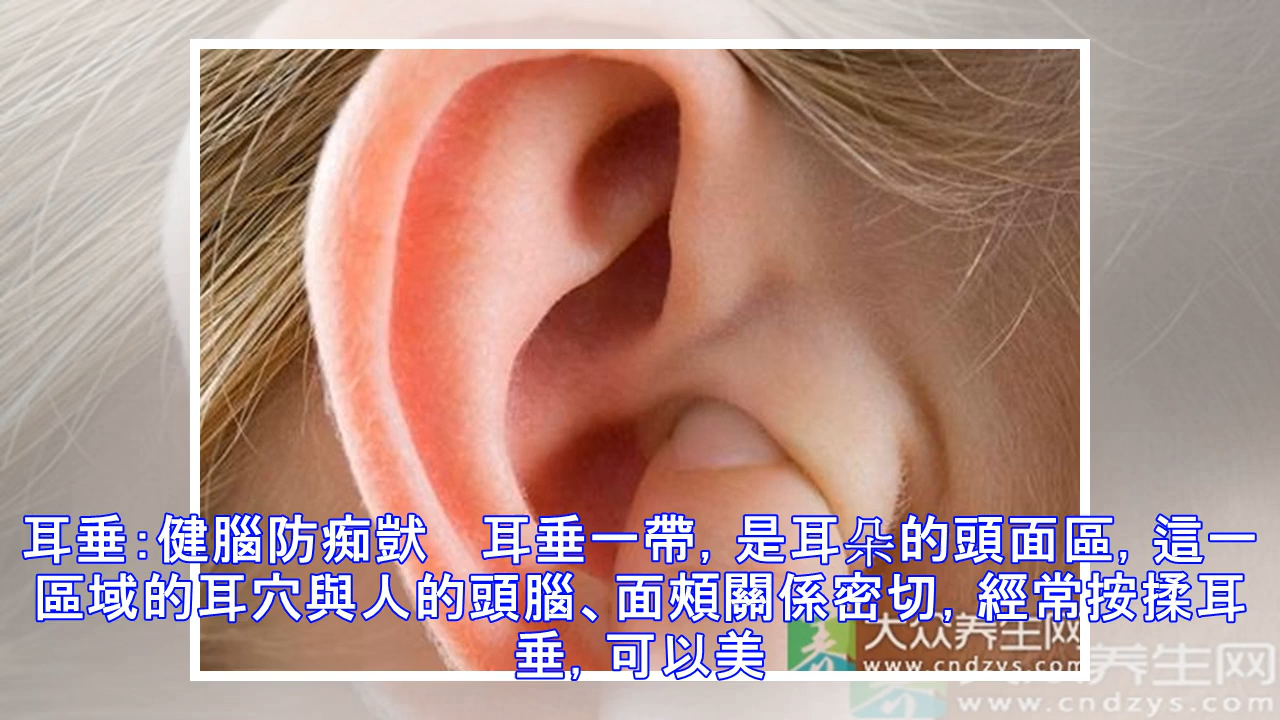 耳垂:健腦防痴獃 耳垂一帶,是耳朵的頭面區,這一
區域的耳穴與人的頭腦、面頰關係密切,經常按揉耳
垂,可以美
大众养生网
www.cndzys.com
养生网
www.cndzys.com